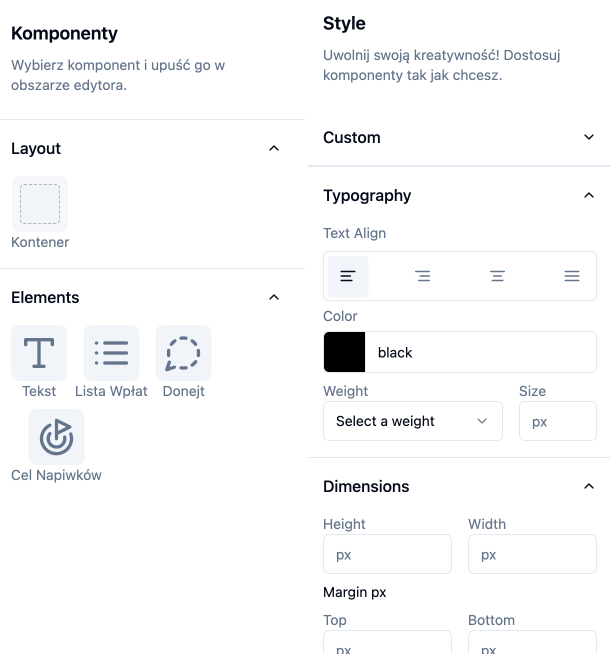 Komponenty
Wybierz komponent i upuść go w
obszarze edytora.
Layout
Kontener
Elements
Tekst
Lista Wpłat
Donejt
Cel Napiwków
Style
Uwolnij swoją kreatywność! Dostosuj
komponenty tak jak chcesz.
Custom
Typography
Text Align
Color
black
Weight
Size
Select a weight
px
Dimensions
Height
Width
px
px
Margin px
Top
Bottom
px
px